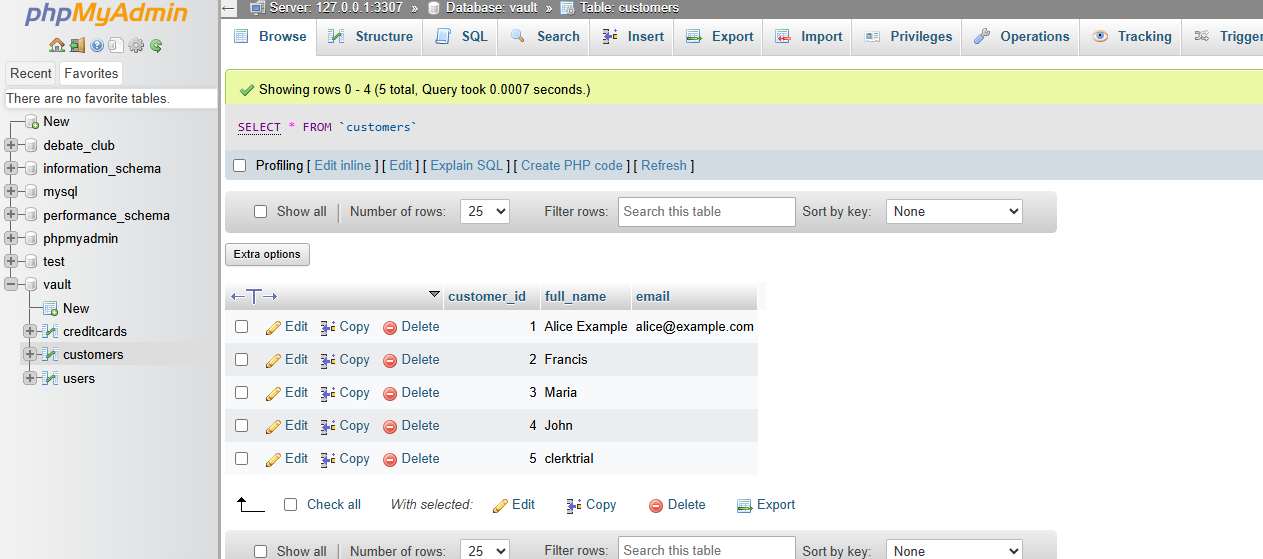 phpMyAdmin
Recent Favorites
There are no favorite tables.
New
debate_club
information_schema
mysql
performance_schema
phpmyadmin
test
vault
New
creditcards
customers
users
Server: 127.0.0.1:3307 » Database: vault » Table: customers
Browse Structure SQL Search Insert Export Import Privileges Operations Tracking
Showing rows 0 - 4 (5 total, Query took 0.0007 seconds.)
SELECT * FROM `customers`
Profiling [ Edit inline ] [ Edit ] [ Explain SQL ] [ Create PHP code ] [ Refresh ]
Show all | Number of rows: 25 Filter rows: Search this table Sort by key: None
Extra options
←T→ customer_id full_name email
Edit Copy Delete 1 Alice Example alice@example.com
Edit Copy Delete 2 Francis
Edit Copy Delete 3 Maria
Edit Copy Delete 4 John
Edit Copy Delete 5 clerktrial
Check all With selected: Edit Copy Delete Export
Show all | Number of rows: 25 Filter rows: Search this table Sort by key: None